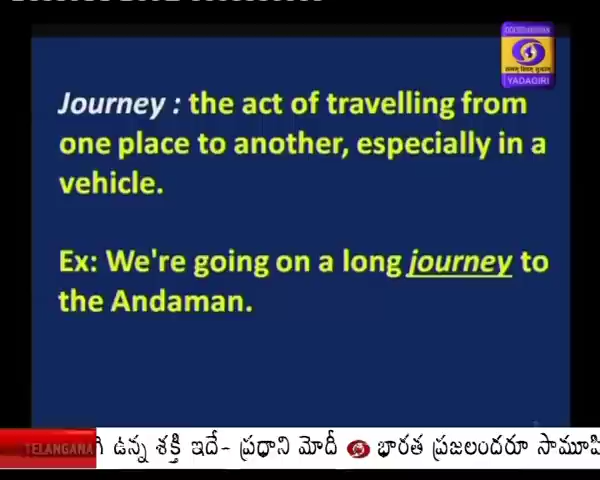 DOORDARSHAN
YADAGIRI
Journey : the act of travelling from
one place to another, especially in a
vehicle.
Ex: We're going on a long journey to
the Andaman.
TELANGANA
ఉన్న శక్తి ఇదే- ప్రధాని మోదీ భారత ప్రజలందరూ